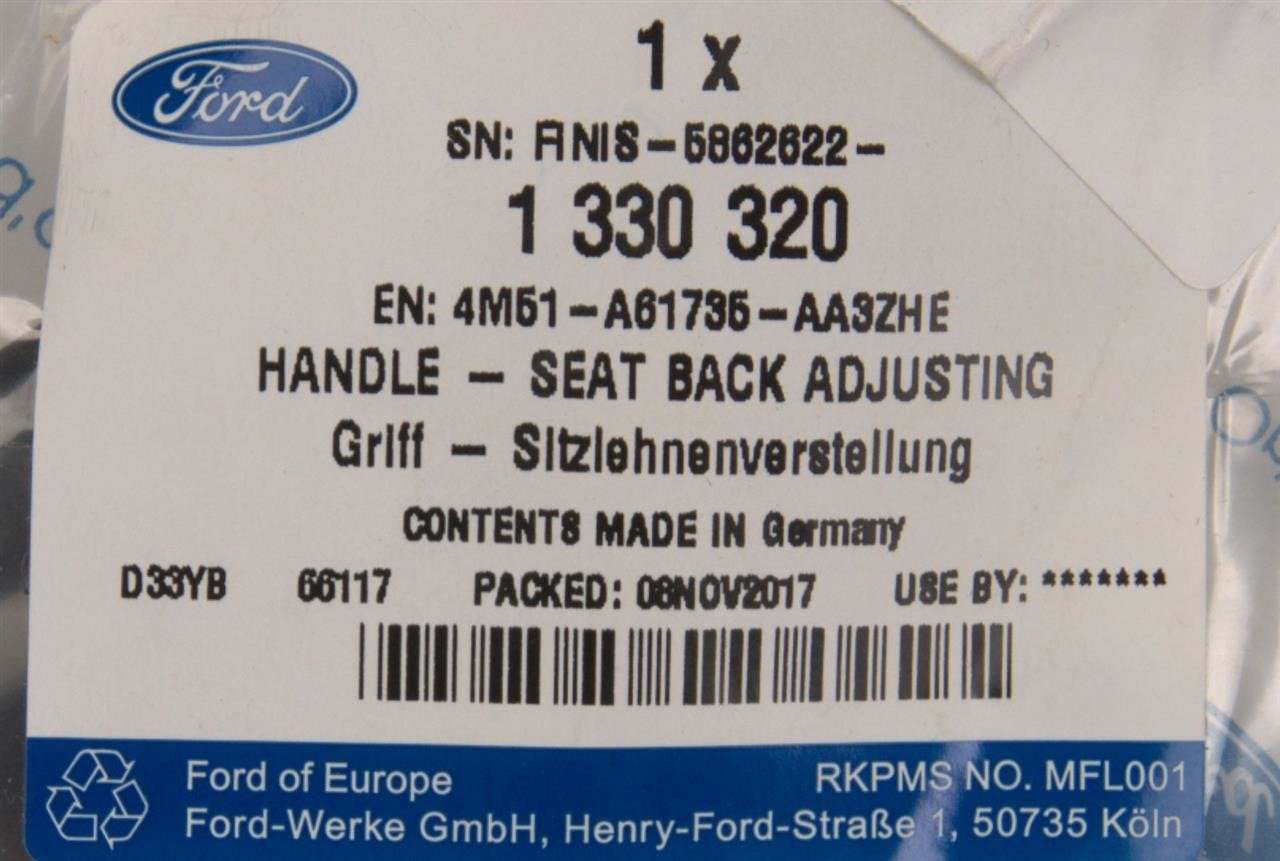 Ford
1 x
SN: FINIS-5862622-
1 330 320
EN: 4M51-A61735-AA3ZHE
HANDLE - SEAT BACK ADJUSTING
Griff - Sitzlehnenverstellung
CONTENTS MADE IN Germany
D33YB 66117 PACKED: 08NOV2017 USE BY: *******
Ford of Europe RKPMS NO. MFL001
Ford-Werke GmbH, Henry-Ford-Straße 1, 50735 Köln